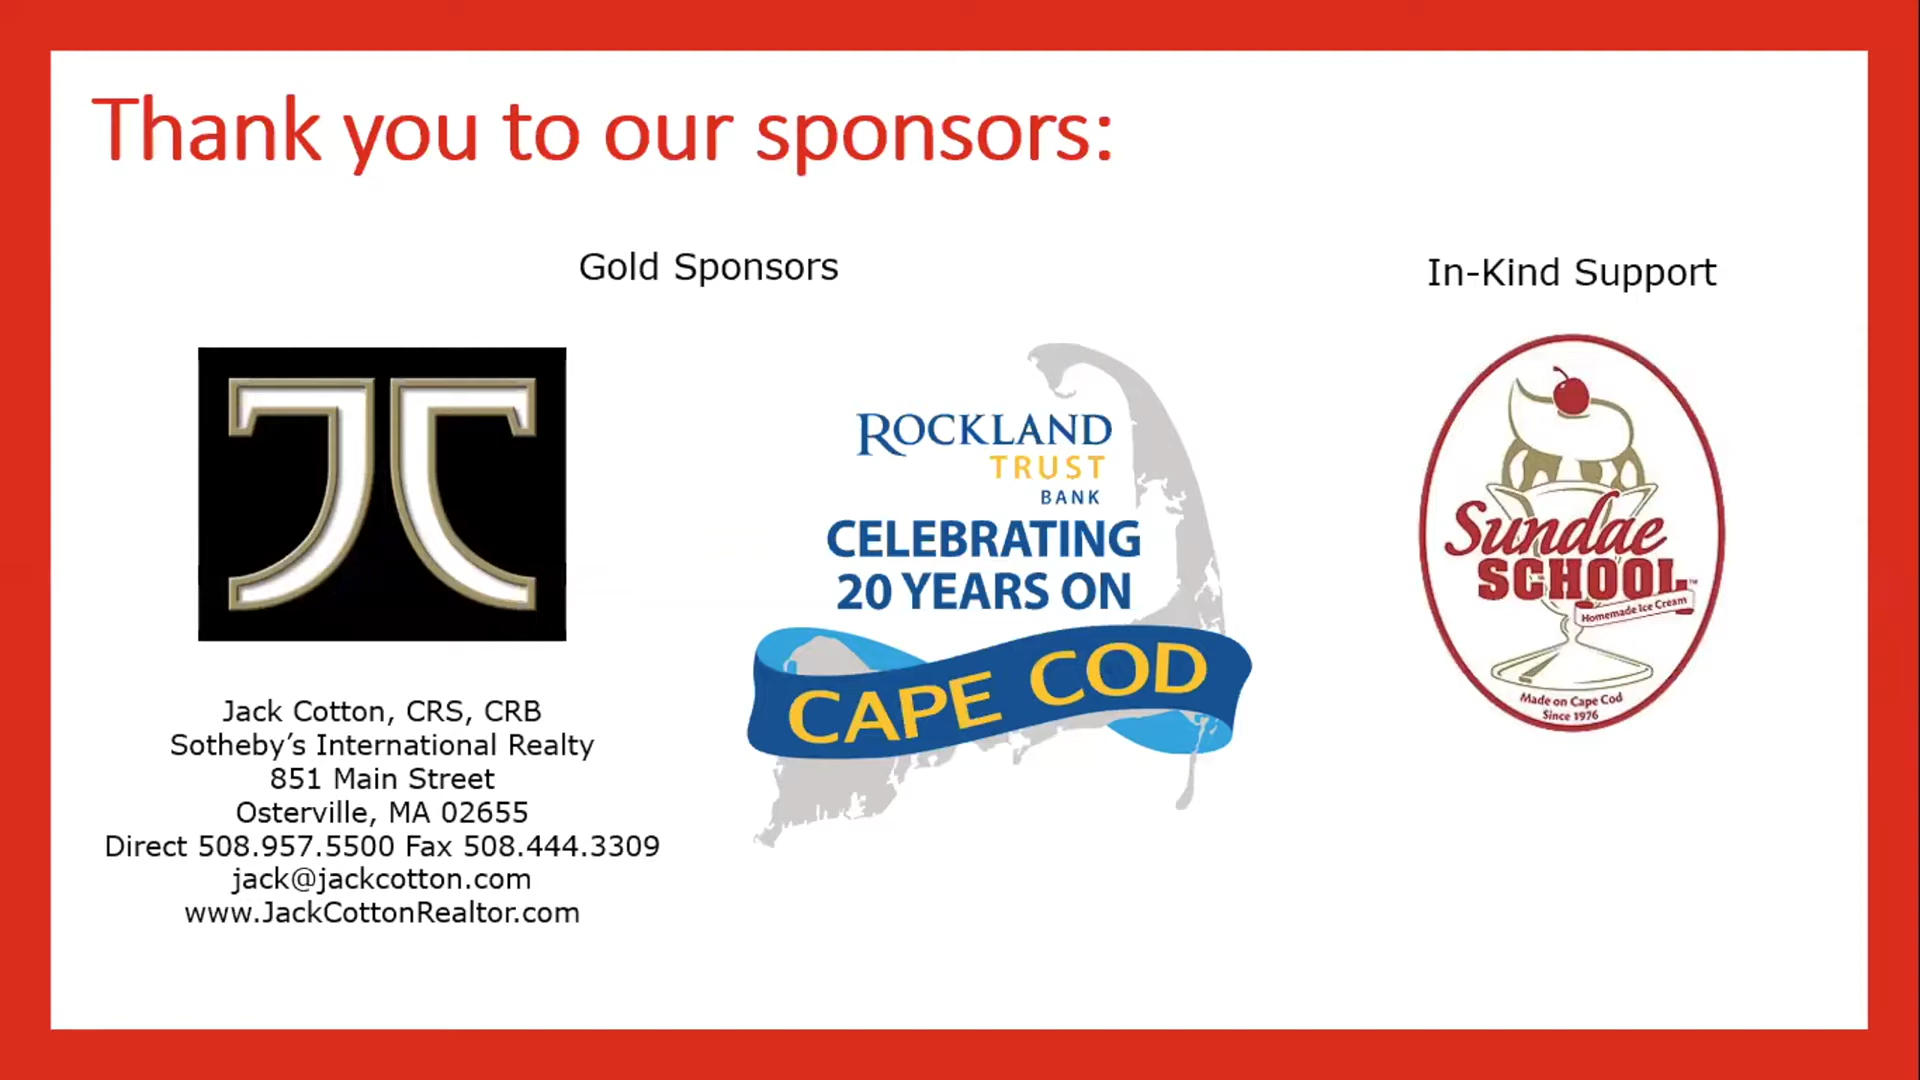 Thank you to our sponsors:
Gold Sponsors
In-Kind Support
JC
Jack Cotton, CRS, CRB
Sotheby’s International Realty
851 Main Street
Osterville, MA 02655
Direct 508.957.5500 Fax 508.444.3309
jack@jackcotton.com
www.JackCottonRealtor.com
ROCKLAND
TRUST
BANK
CELEBRATING
20 YEARS ON
CAPE COD
Sundae
SCHOOL™
Homemade Ice Cream
Made on Cape Cod
Since 1976